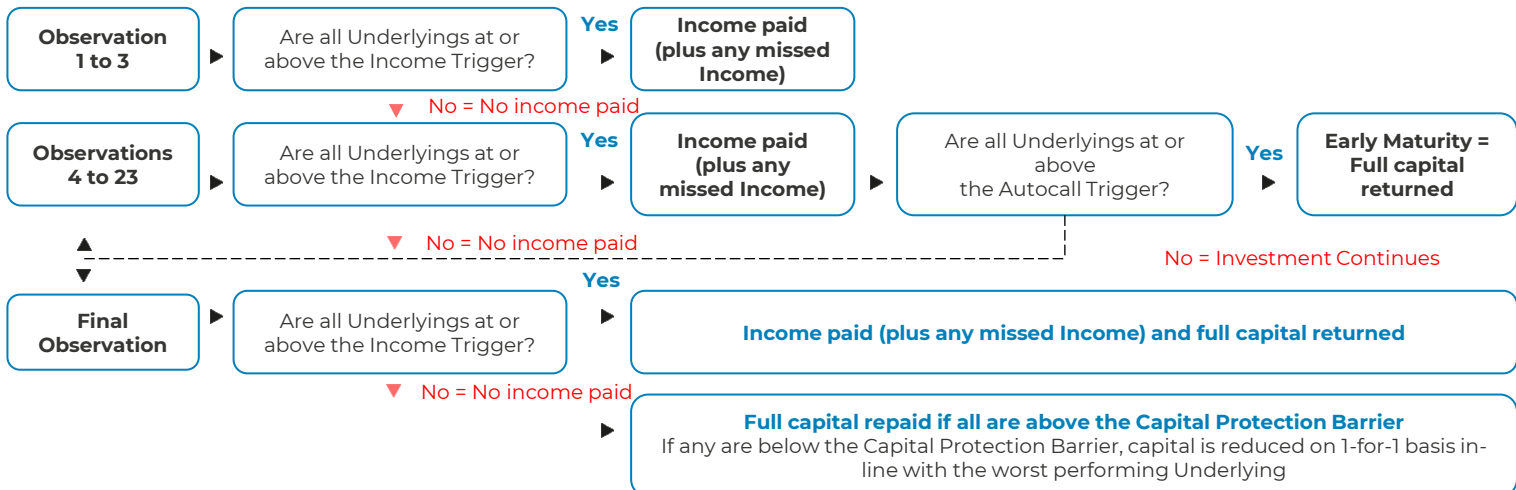 Observation
1 to 3
Are all Underlyings at or
above the Income Trigger?
Yes
Income paid
(plus any missed
Income)
No = No income paid
Observations
4 to 23
Are all Underlyings at or
above the Income Trigger?
Yes
Income paid
(plus any
missed Income)
Are all Underlyings at or
above
the Autocall Trigger?
Yes
Early Maturity =
Full capital
returned
No = No income paid
No = Investment Continues
Final
Observation
Are all Underlyings at or
above the Income Trigger?
Yes
Income paid (plus any missed Income) and full capital returned
No = No income paid
Full capital repaid if all are above the Capital Protection Barrier
If any are below the Capital Protection Barrier, capital is reduced on 1-for-1 basis in-
line with the worst performing Underlying